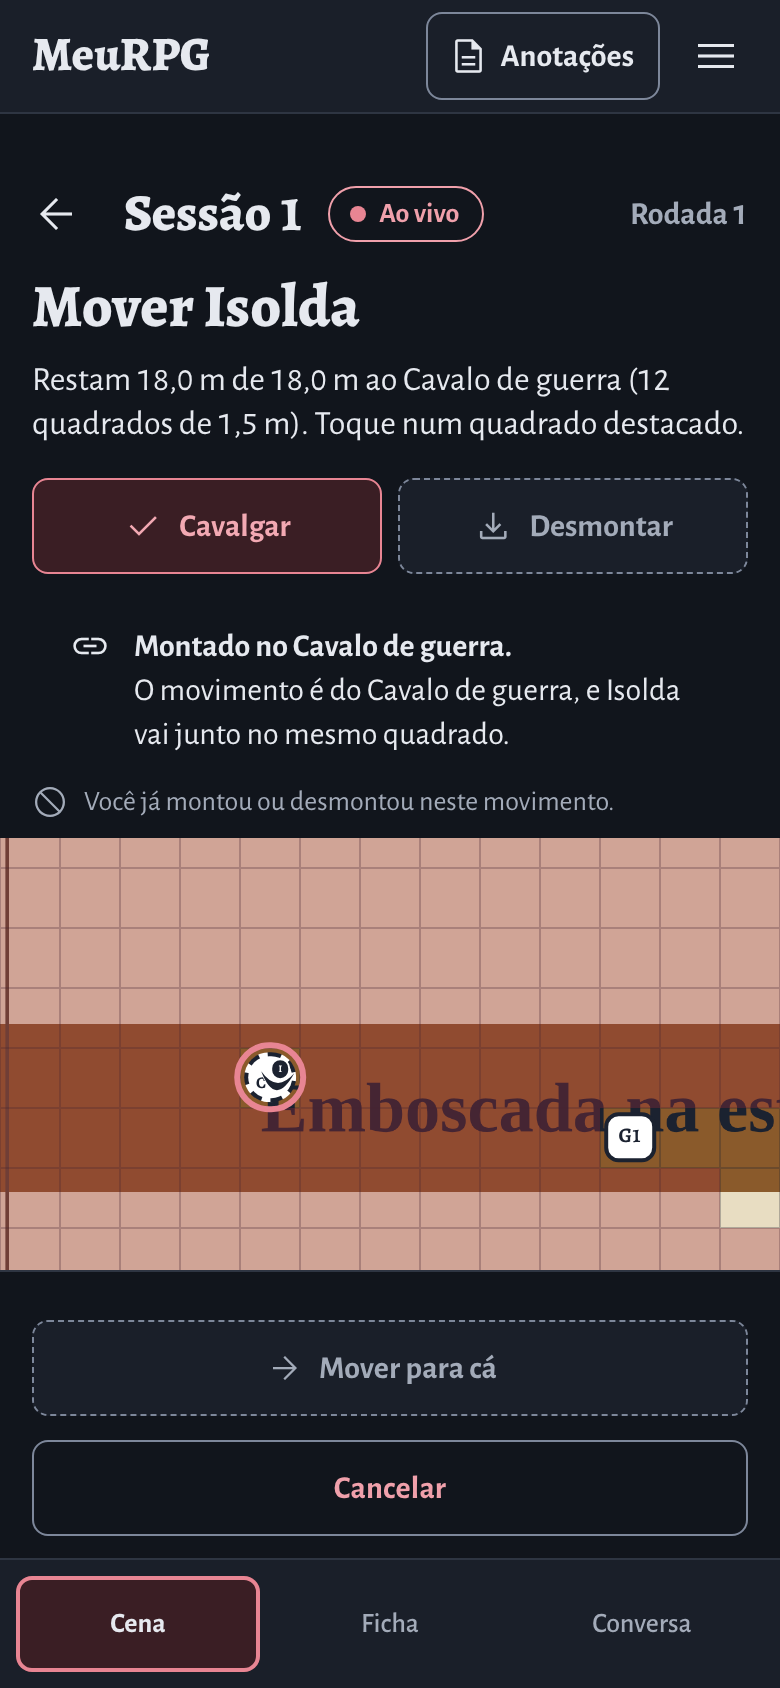 MeuRPG
Anotações
Sessão 1
Ao vivo
Rodada 1
Mover Isolda
Restam 18,0 m de 18,0 m ao Cavalo de guerra (12
quadrados de 1,5 m). Toque num quadrado destacado.
Cavalgar
Desmontar
Montado no Cavalo de guerra.
O movimento é do Cavalo de guerra, e Isolda
vai junto no mesmo quadrado.
Você já montou ou desmontou neste movimento.
C
I
Emboscada na es
G1
Mover para cá
Cancelar
Cena
Ficha
Conversa